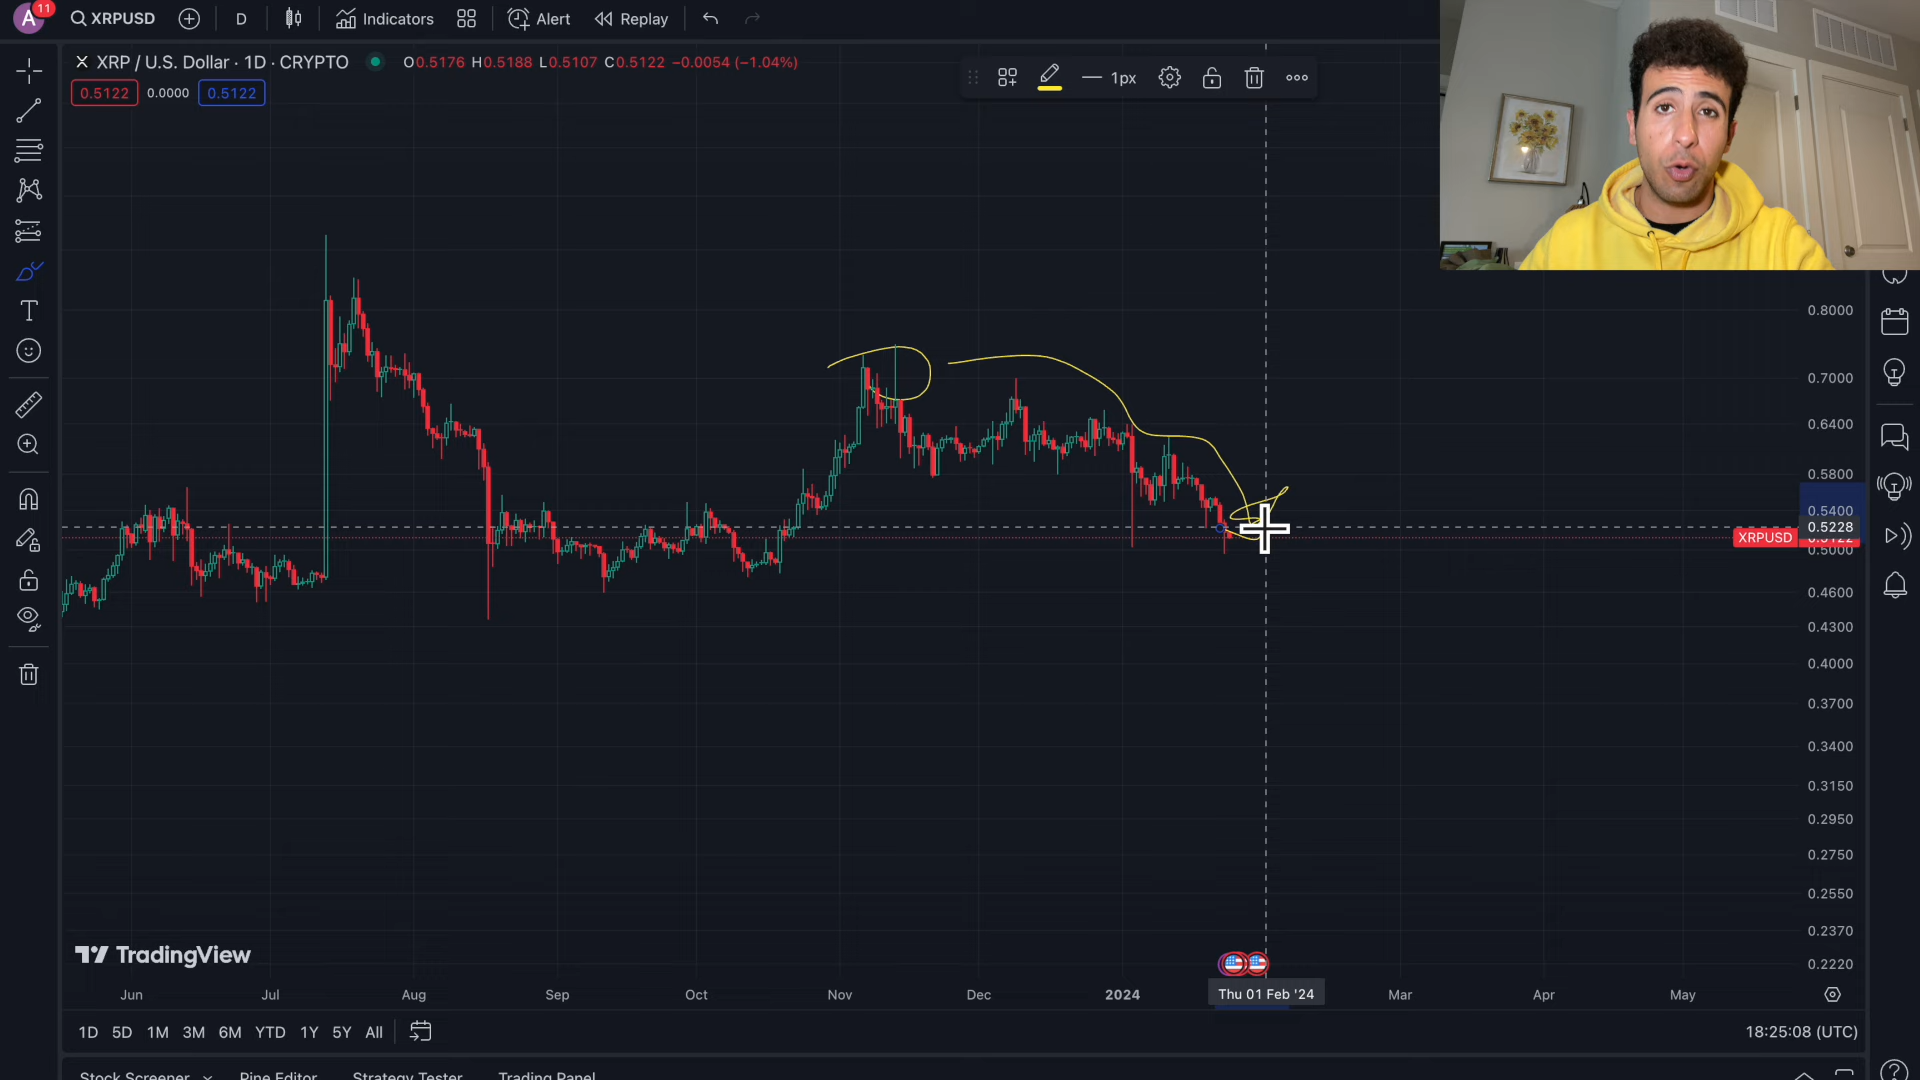 A 11 XRPUSD D Indicators Alert Replay
XRP / U.S. Dollar · 1D · CRYPTO O0.5176 H0.5188 L0.5107 C0.5122 −0.0054 (−1.04%)
0.5122 0.0000 0.5122
1px
0.8000
0.7000
0.6400
0.5800
0.5400
0.5228
XRPUSD
0.5000
0.4600
0.4300
0.4000
0.3700
0.3400
0.3150
0.2950
0.2750
0.2550
0.2370
0.2220
TradingView
Jun Jul Aug Sep Oct Nov Dec 2024 Thu 01 Feb '24 Mar Apr May
1D 5D 1M 3M 6M YTD 1Y 5Y All 18:25:08 (UTC)
Stock Screener Pine Editor Strategy Tester Trading Panel